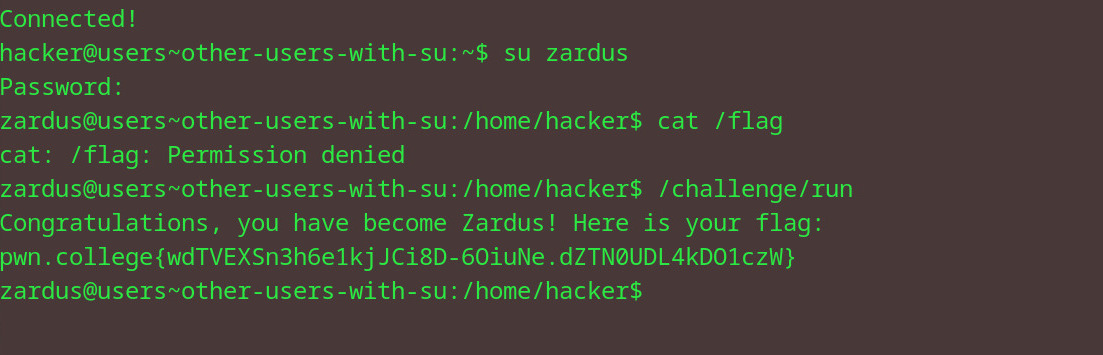 Connected!
hacker@users~other-users-with-su:~$ su zardus
Password:
zardus@users~other-users-with-su:/home/hacker$ cat /flag
cat: /flag: Permission denied
zardus@users~other-users-with-su:/home/hacker$ /challenge/run
Congratulations, you have become Zardus! Here is your flag:
pwn.college{wdTVEXSn3h6e1kjJCi8D-6OiuNe.dZTN0UDL4kDO1czW}
zardus@users~other-users-with-su:/home/hacker$